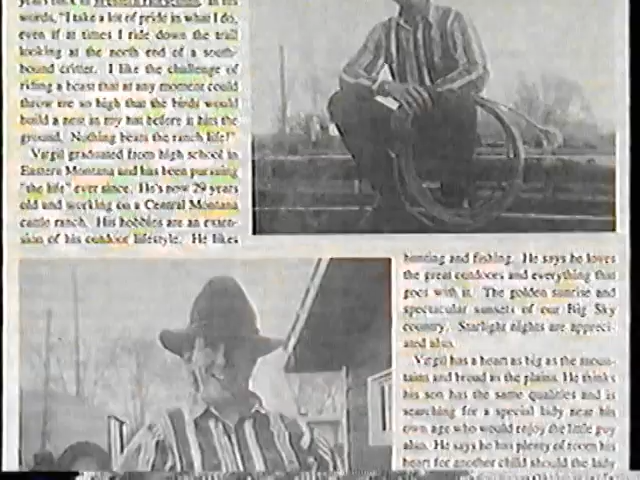 words, "I take a lot of pride in what I do,
even if at times I ride down the trail
looking at the north end of a south-
bound critter. I like the challenge of
riding a beast that at any moment could
throw me so high that the birds would
build a nest in my hat before it hits the
ground. Nothing beats the ranch life!"
Virgil graduated from high school in
Eastern Montana and has been pursuing
"the life" ever since. He's now 29 years
old and working on a Central Montana
cattle ranch. His hobbies are an exten-
sion of his outdoor lifestyle. He likes
hunting and fishing. He says he loves
the great outdoors and everything that
goes with it. The golden sunrise and
spectacular sunsets of our Big Sky
country. Starlight nights are appreci-
ated also.
Virgil has a heart as big as the moun-
tains and broad as the plains. He thinks
his son has the same qualities and is
searching for a special lady near his
own age who would enjoy the little guy
also. He says he has plenty of room his
heart for another child should the lady